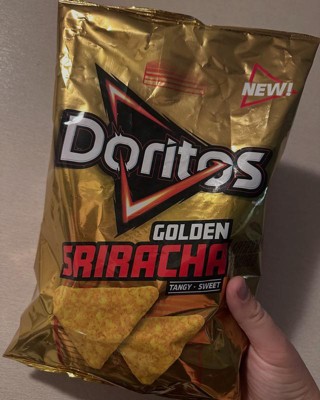 NEW!
Doritos
GOLDEN
SRIRACHA
TANGY · SWEET